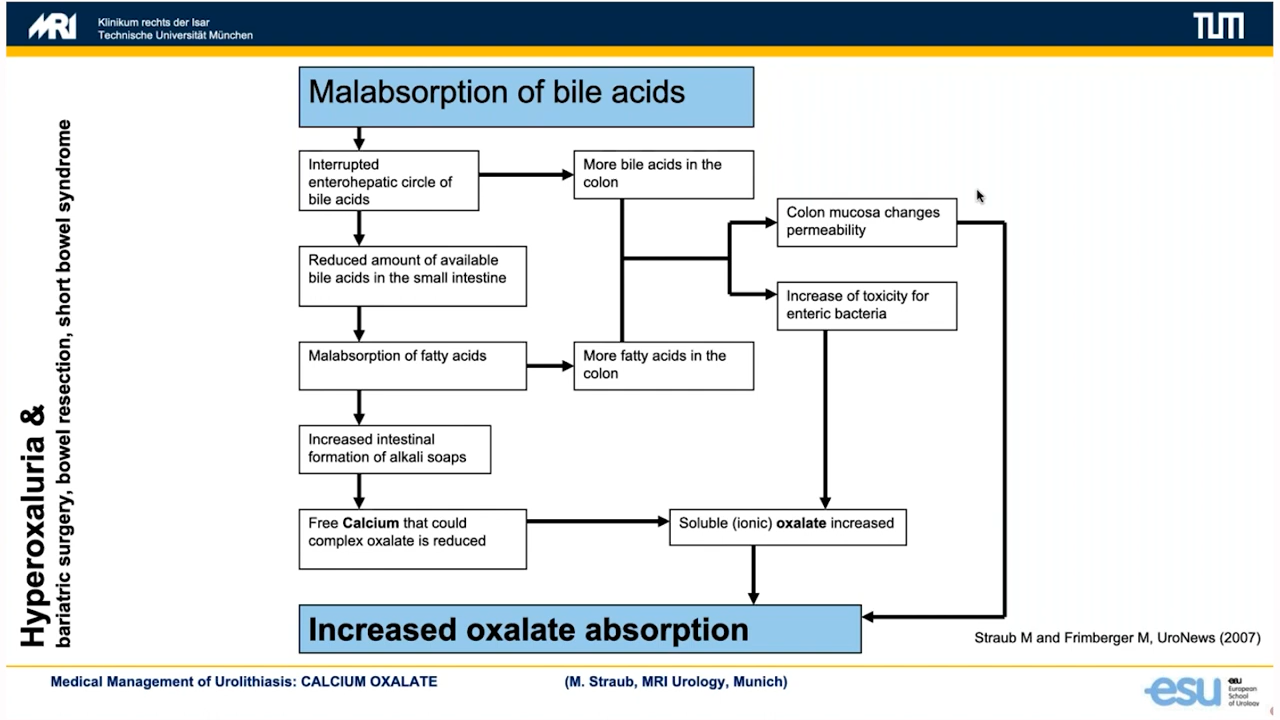 MRI
Klinikum rechts der Isar
Technische Universität München
TUM
Hyperoxaluria &
bariatric surgery, bowel resection, short bowel syndrome
Malabsorption of bile acids
Interrupted
enterohepatic circle of
bile acids
More bile acids in the
colon
Colon mucosa changes
permeability
Reduced amount of available
bile acids in the small intestine
Increase of toxicity for
enteric bacteria
Malabsorption of fatty acids
More fatty acids in the
colon
Increased intestinal
formation of alkali soaps
Free Calcium that could
complex oxalate is reduced
Soluble (ionic) oxalate increased
Increased oxalate absorption
Straub M and Frimberger M, UroNews (2007)
Medical Management of Urolithiasis: CALCIUM OXALATE
(M. Straub, MRI Urology, Munich)
esu
eau
European
School
of Urology